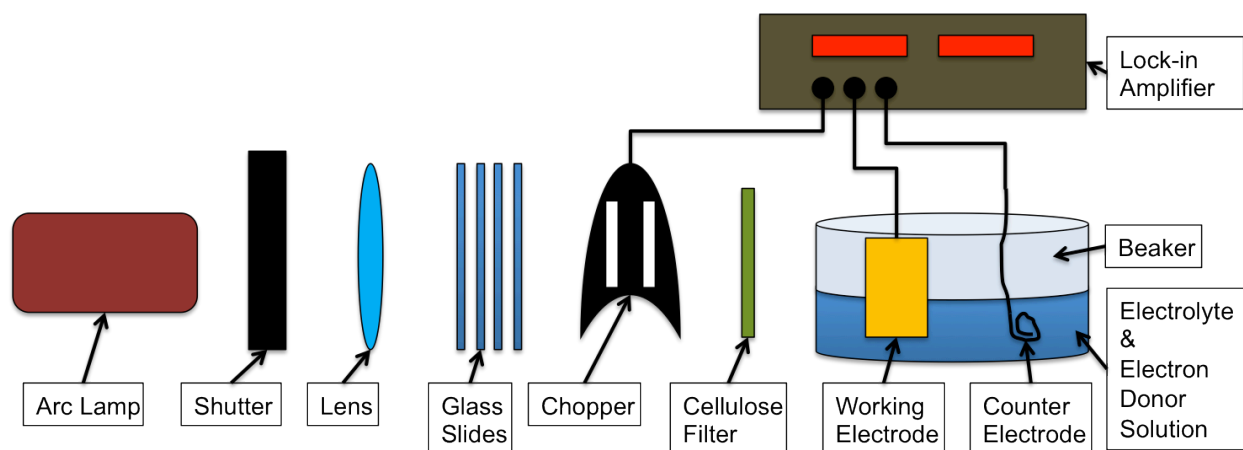 Lock-in
Amplifier
Beaker
Electrolyte
&
Electron
Donor
Solution
Arc Lamp
Shutter
Lens
Glass
Slides
Chopper
Cellulose
Filter
Working
Electrode
Counter
Electrode